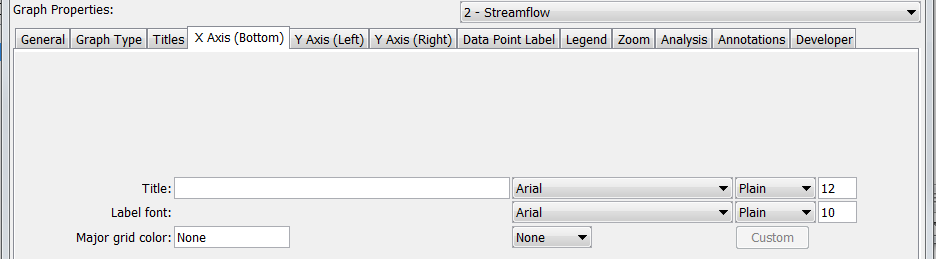 Graph Properties: 2 - Streamflow
General Graph Type Titles X Axis (Bottom) Y Axis (Left) Y Axis (Right) Data Point Label Legend Zoom Analysis Annotations Developer
Title: Arial Plain 12
Label font: Arial Plain 10
Major grid color: None None Custom